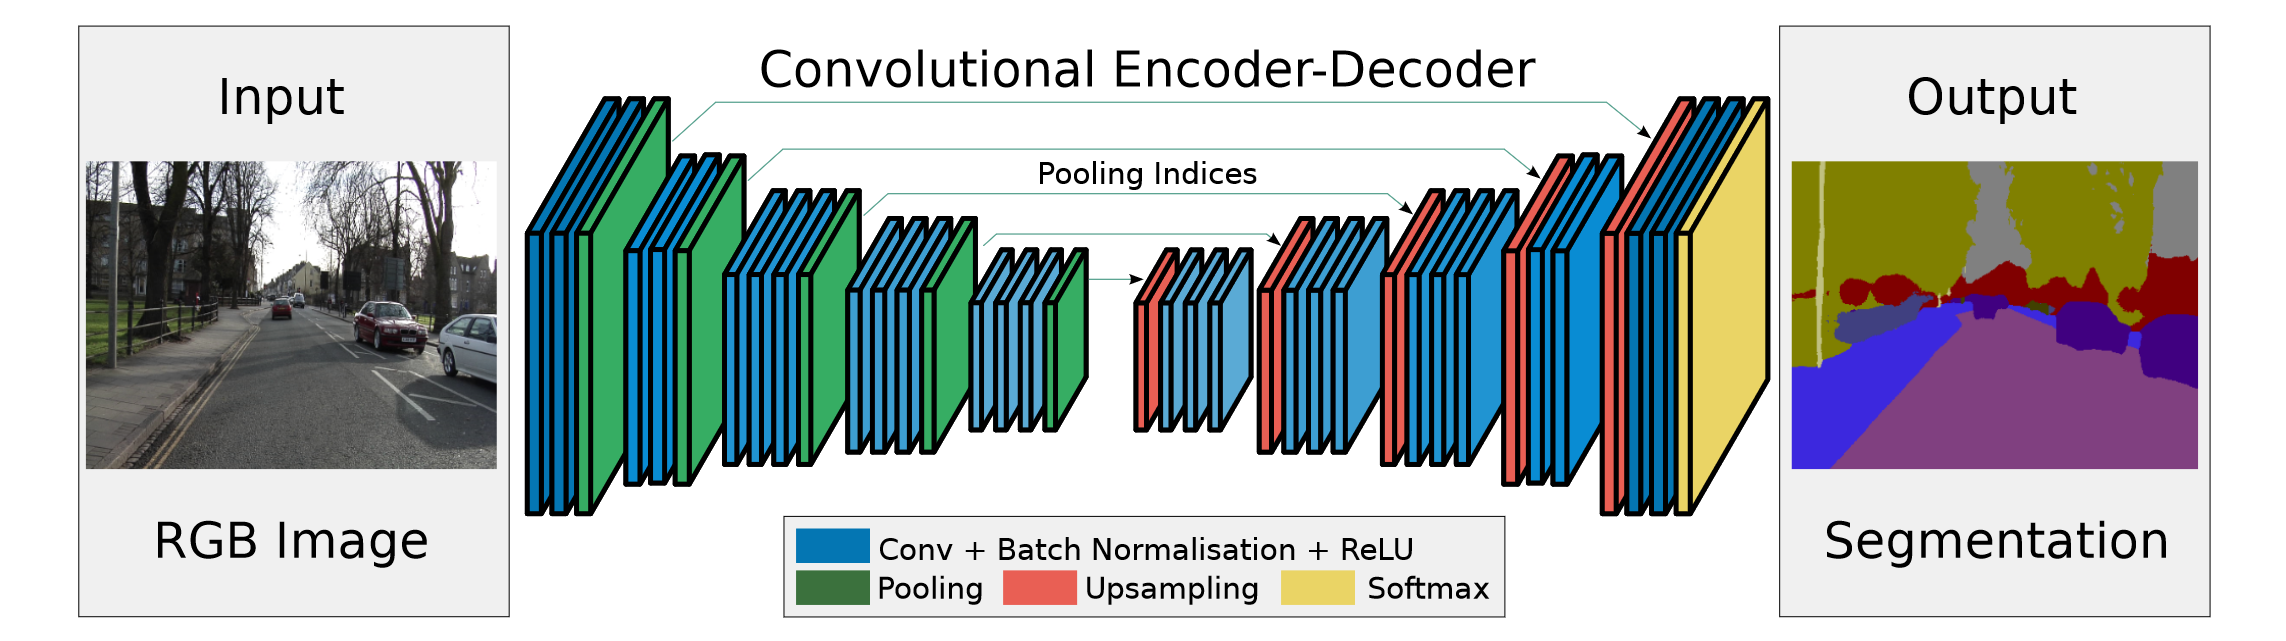 Input
RGB Image
Convolutional Encoder-Decoder
Pooling Indices
Conv + Batch Normalisation + ReLU
Pooling
Upsampling
Softmax
Output
Segmentation